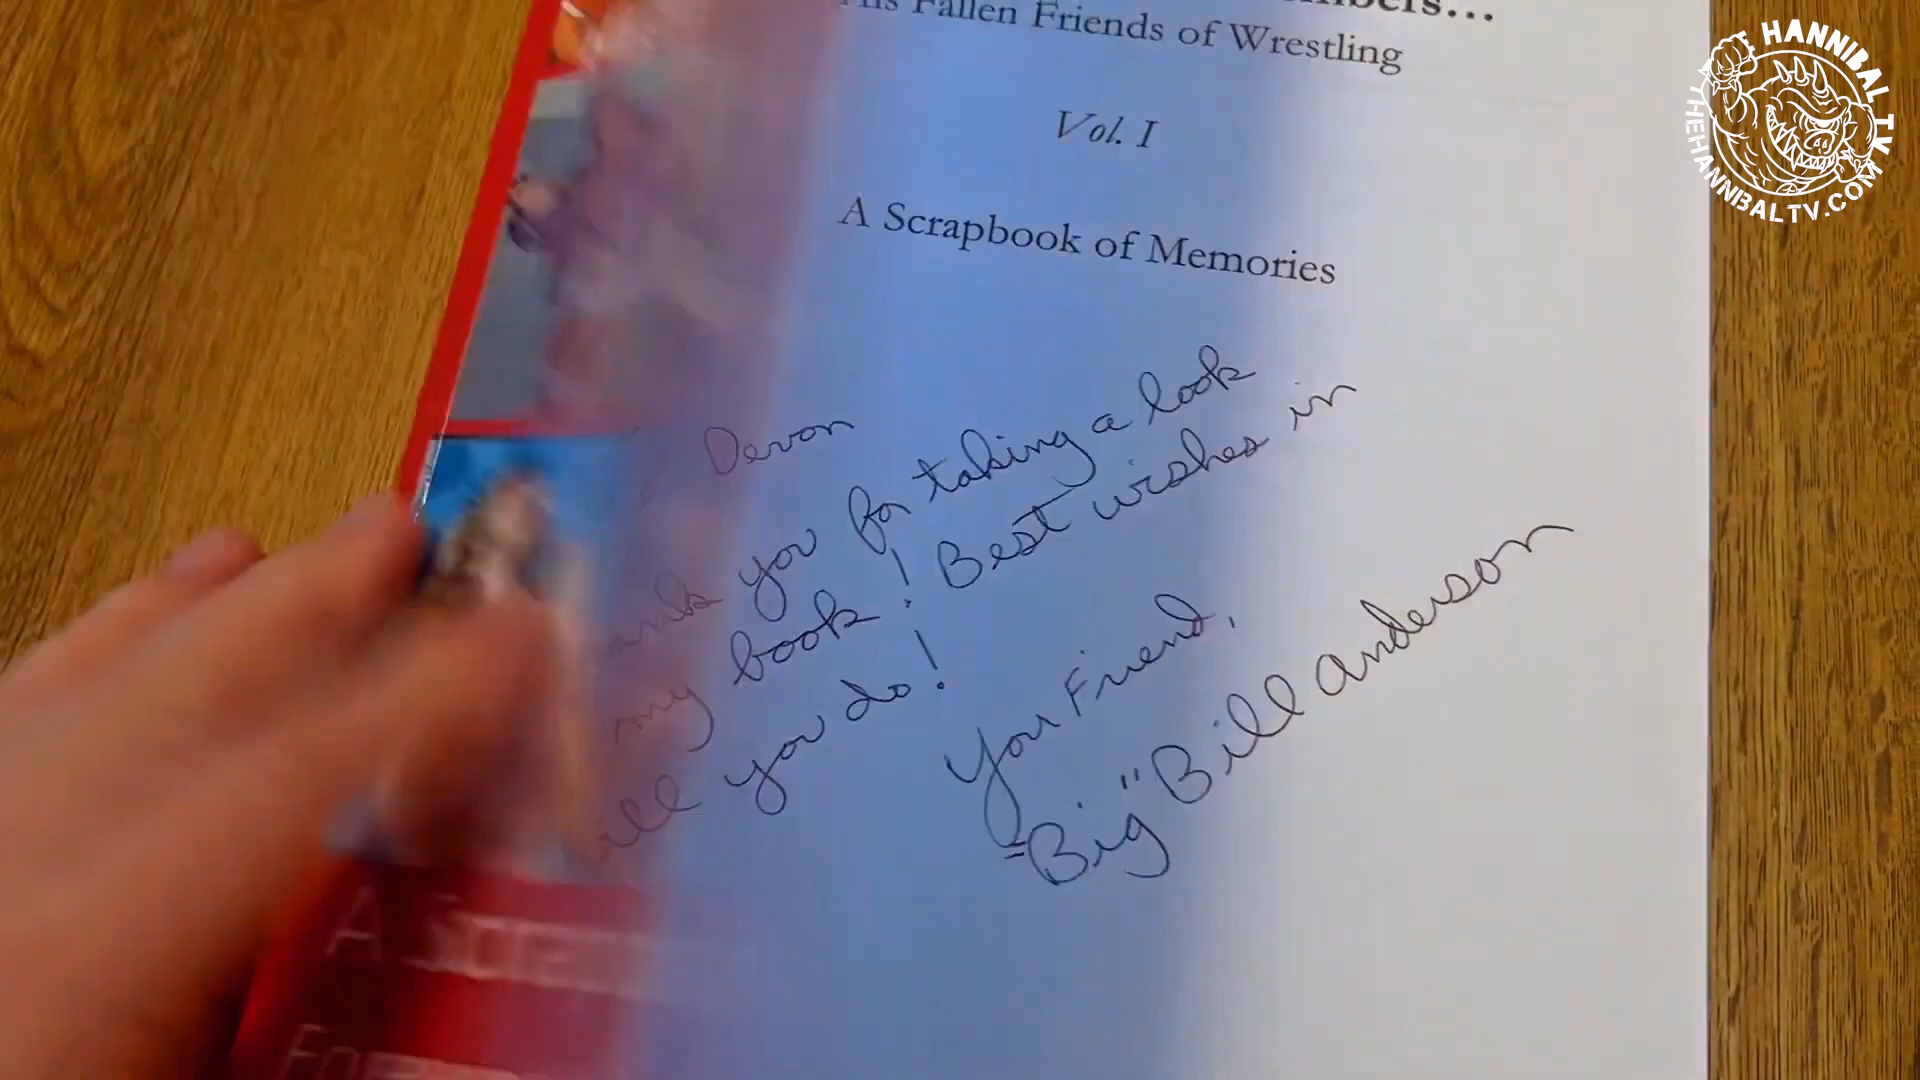 Fallen Friends of Wrestling
Vol. I
A Scrapbook of Memories
Devon
you for taking a look
my book! Best wishes in
you do!
Your Friend,
"Big" Bill Anderson
A
THE HANNIBAL TV
THEHANNIBALTV.COM